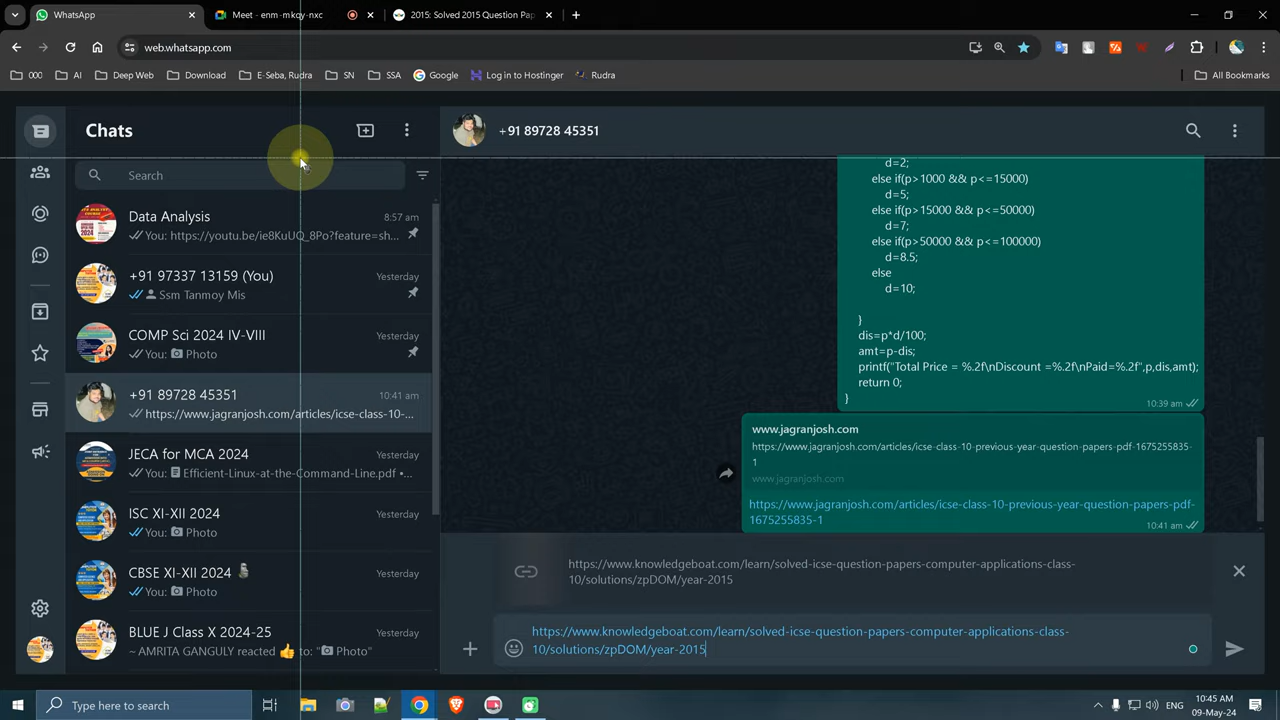 WhatsApp
Meet - enm-mkqy-nxc
2015: Solved 2015 Question Pap
web.whatsapp.com
000
AI
Deep Web
Download
E-Seba, Rudra
SN
SSA
Google
Log in to Hostinger
Rudra
All Bookmarks
Chats
Search
Data Analysis
8:57 am
You: https://youtu.be/ie8KuUQ_8Po?feature=sh...
+91 97337 13159 (You)
Yesterday
Ssm Tanmoy Mis
COMP Sci 2024 IV-VIII
Yesterday
You: Photo
+91 89728 45351
10:41 am
https://www.jagranjosh.com/articles/icse-class-10-...
JECA for MCA 2024
Yesterday
You: Efficient-Linux-at-the-Command-Line.pdf •...
ISC XI-XII 2024
Yesterday
You: Photo
CBSE XI-XII 2024
Yesterday
You: Photo
BLUE J Class X 2024-25
Yesterday
~ AMRITA GANGULY reacted 👍 to: "Photo"
+91 89728 45351
d=2;
else if(p>1000 && p<=15000)
d=5;
else if(p>15000 && p<=50000)
d=7;
else if(p>50000 && p<=100000)
d=8.5;
else
d=10;
}
dis=p*d/100;
amt=p-dis;
printf("Total Price = %.2f\nDiscount =%.2f\nPaid=%.2f",p,dis,amt);
return 0;
}
10:39 am
www.jagranjosh.com
https://www.jagranjosh.com/articles/icse-class-10-previous-year-question-papers-pdf-1675255835-
1
www.jagranjosh.com
https://www.jagranjosh.com/articles/icse-class-10-previous-year-question-papers-pdf-
1675255835-1
10:41 am
https://www.knowledgeboat.com/learn/solved-icse-question-papers-computer-applications-class-
10/solutions/zpDOM/year-2015
https://www.knowledgeboat.com/learn/solved-icse-question-papers-computer-applications-class-
10/solutions/zpDOM/year-2015
Type here to search
ENG
10:45 AM
09-May-24